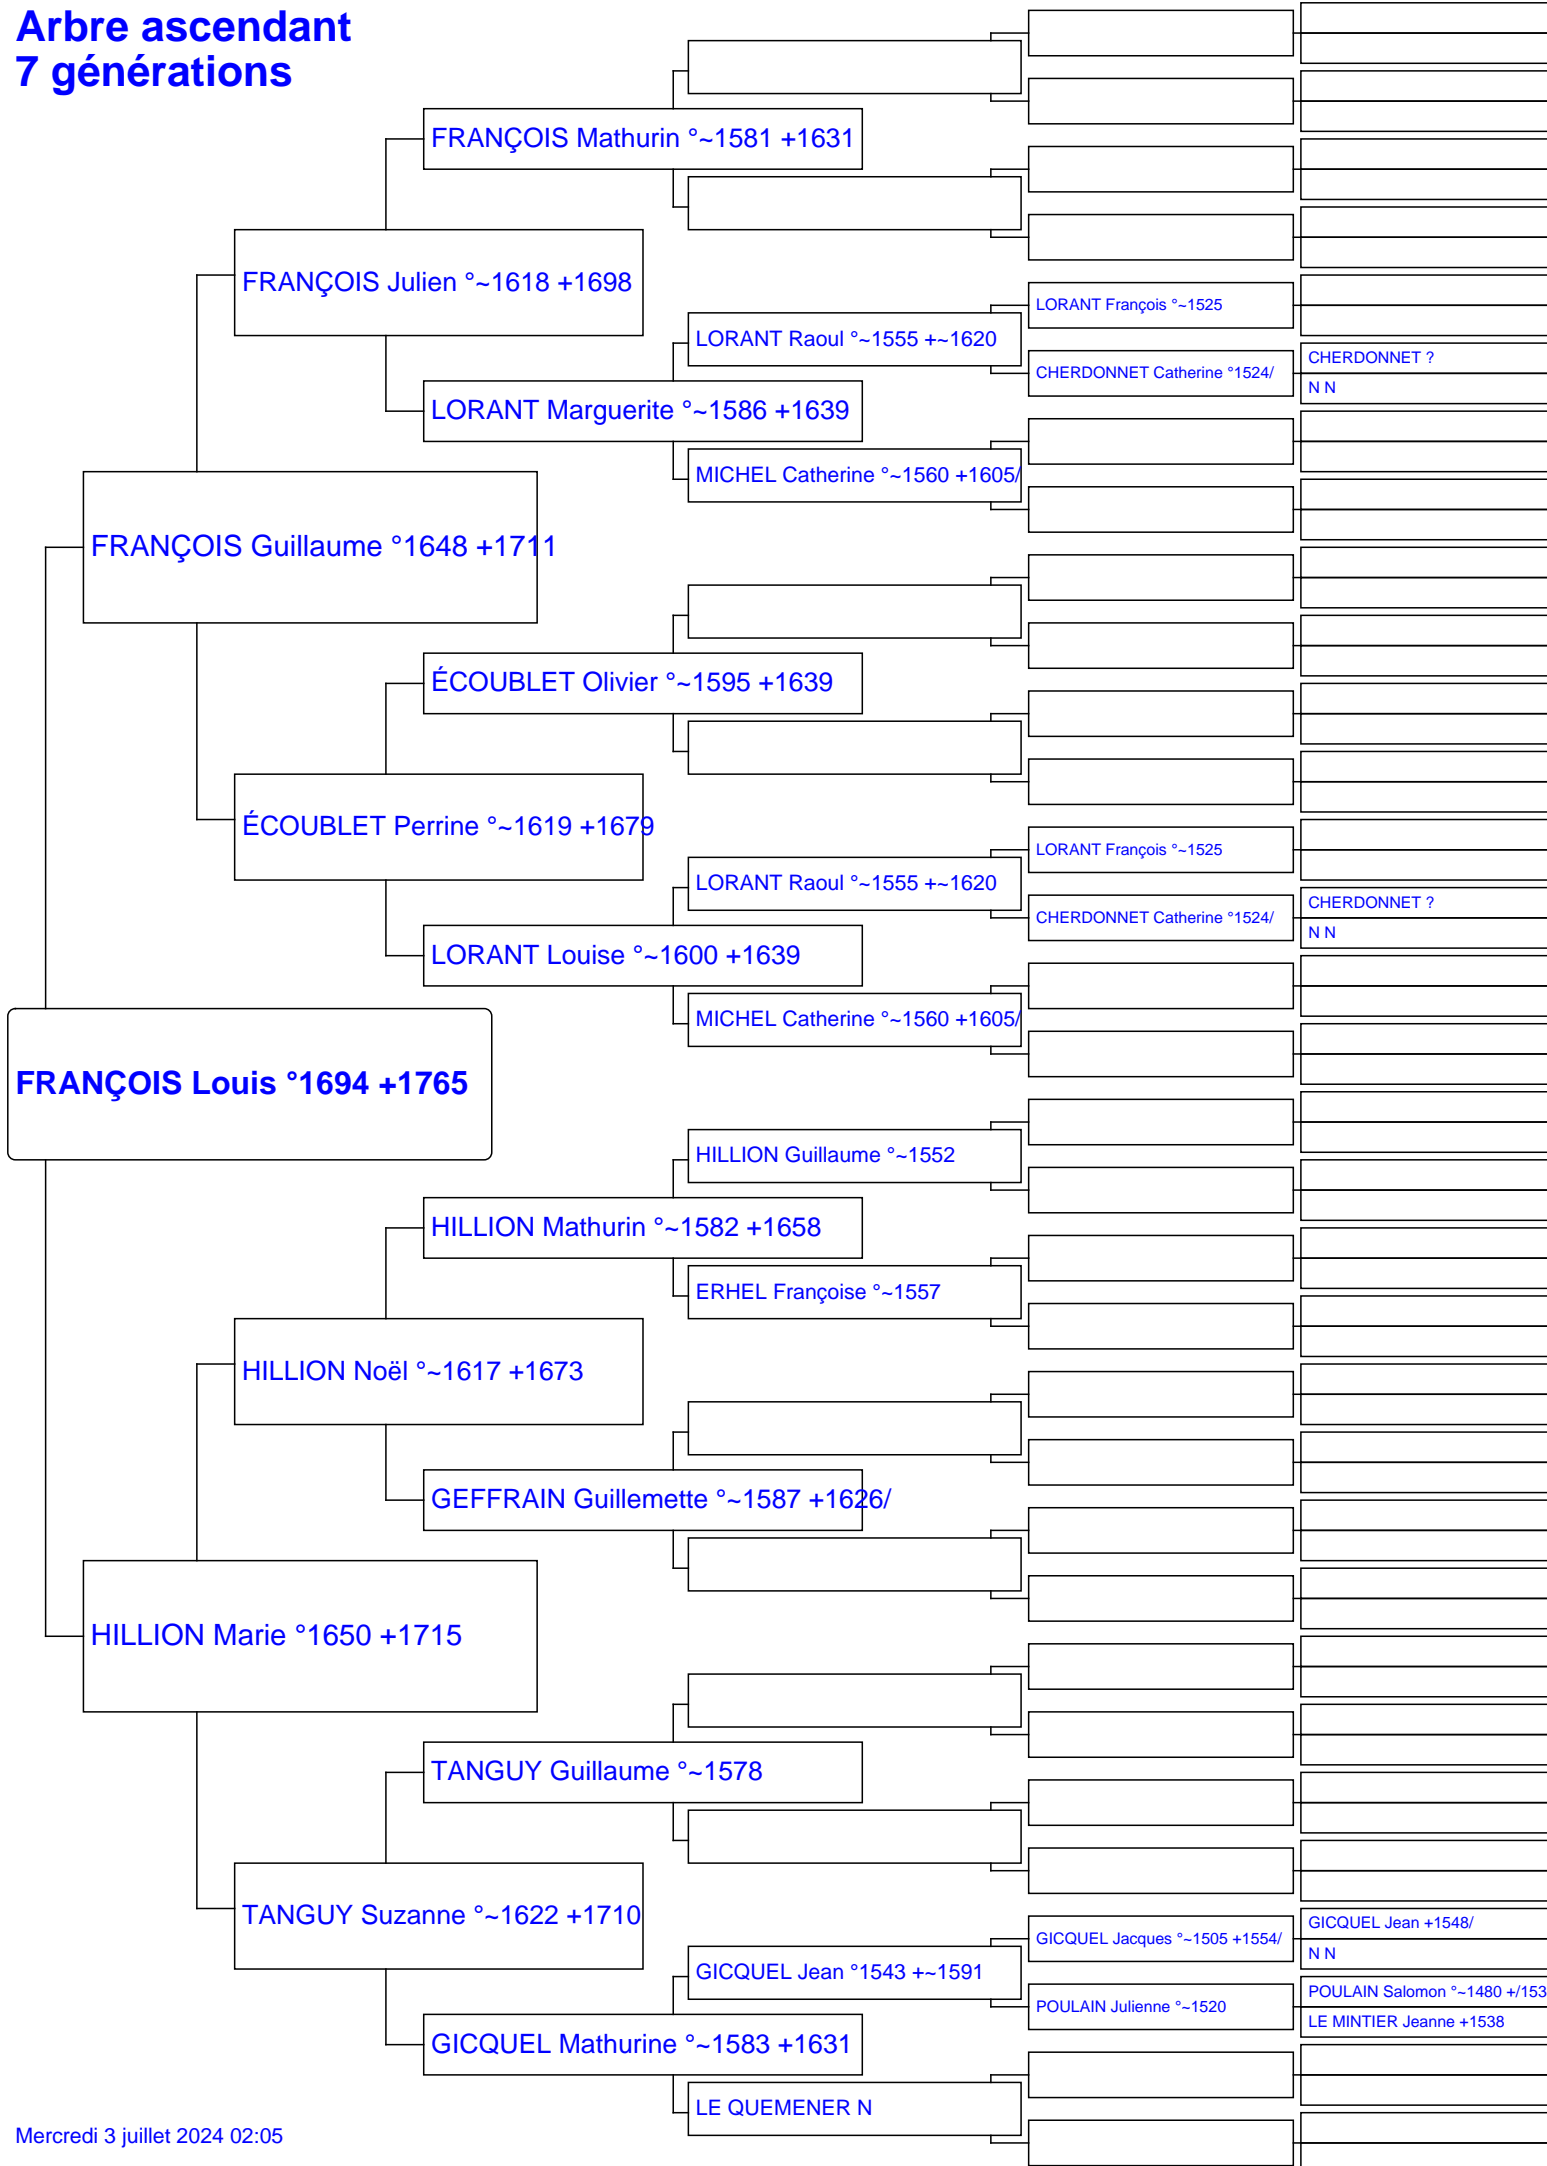 Arbre ascendant
7 générations
FRANÇOIS Mathurin °~1581 +1631
FRANÇOIS Julien °~1618 +1698
LORANT François °~1525
LORANT Raoul °~1555 +~1620
CHERDONNET ?
CHERDONNET Catherine °1524/
N N
LORANT Marguerite °~1586 +1639
MICHEL Catherine °~1560 +1605/
FRANÇOIS Guillaume °1648 +1711
ÉCOUBLET Olivier °~1595 +1639
ÉCOUBLET Perrine °~1619 +1679
LORANT François °~1525
LORANT Raoul °~1555 +~1620
CHERDONNET ?
CHERDONNET Catherine °1524/
N N
LORANT Louise °~1600 +1639
MICHEL Catherine °~1560 +1605/
FRANÇOIS Louis °1694 +1765
HILLION Guillaume °~1552
HILLION Mathurin °~1582 +1658
ERHEL Françoise °~1557
HILLION Noël °~1617 +1673
GEFFRAIN Guillemette °~1587 +1626/
HILLION Marie °1650 +1715
TANGUY Guillaume °~1578
TANGUY Suzanne °~1622 +1710
GICQUEL Jean +1548/
GICQUEL Jacques °~1505 +1554/
N N
GICQUEL Jean °1543 +~1591
POULAIN Salomon °~1480 +/153
POULAIN Julienne °~1520
LE MINTIER Jeanne +1538
GICQUEL Mathurine °~1583 +1631
LE QUEMENER N
Mercredi 3 juillet 2024 02:05